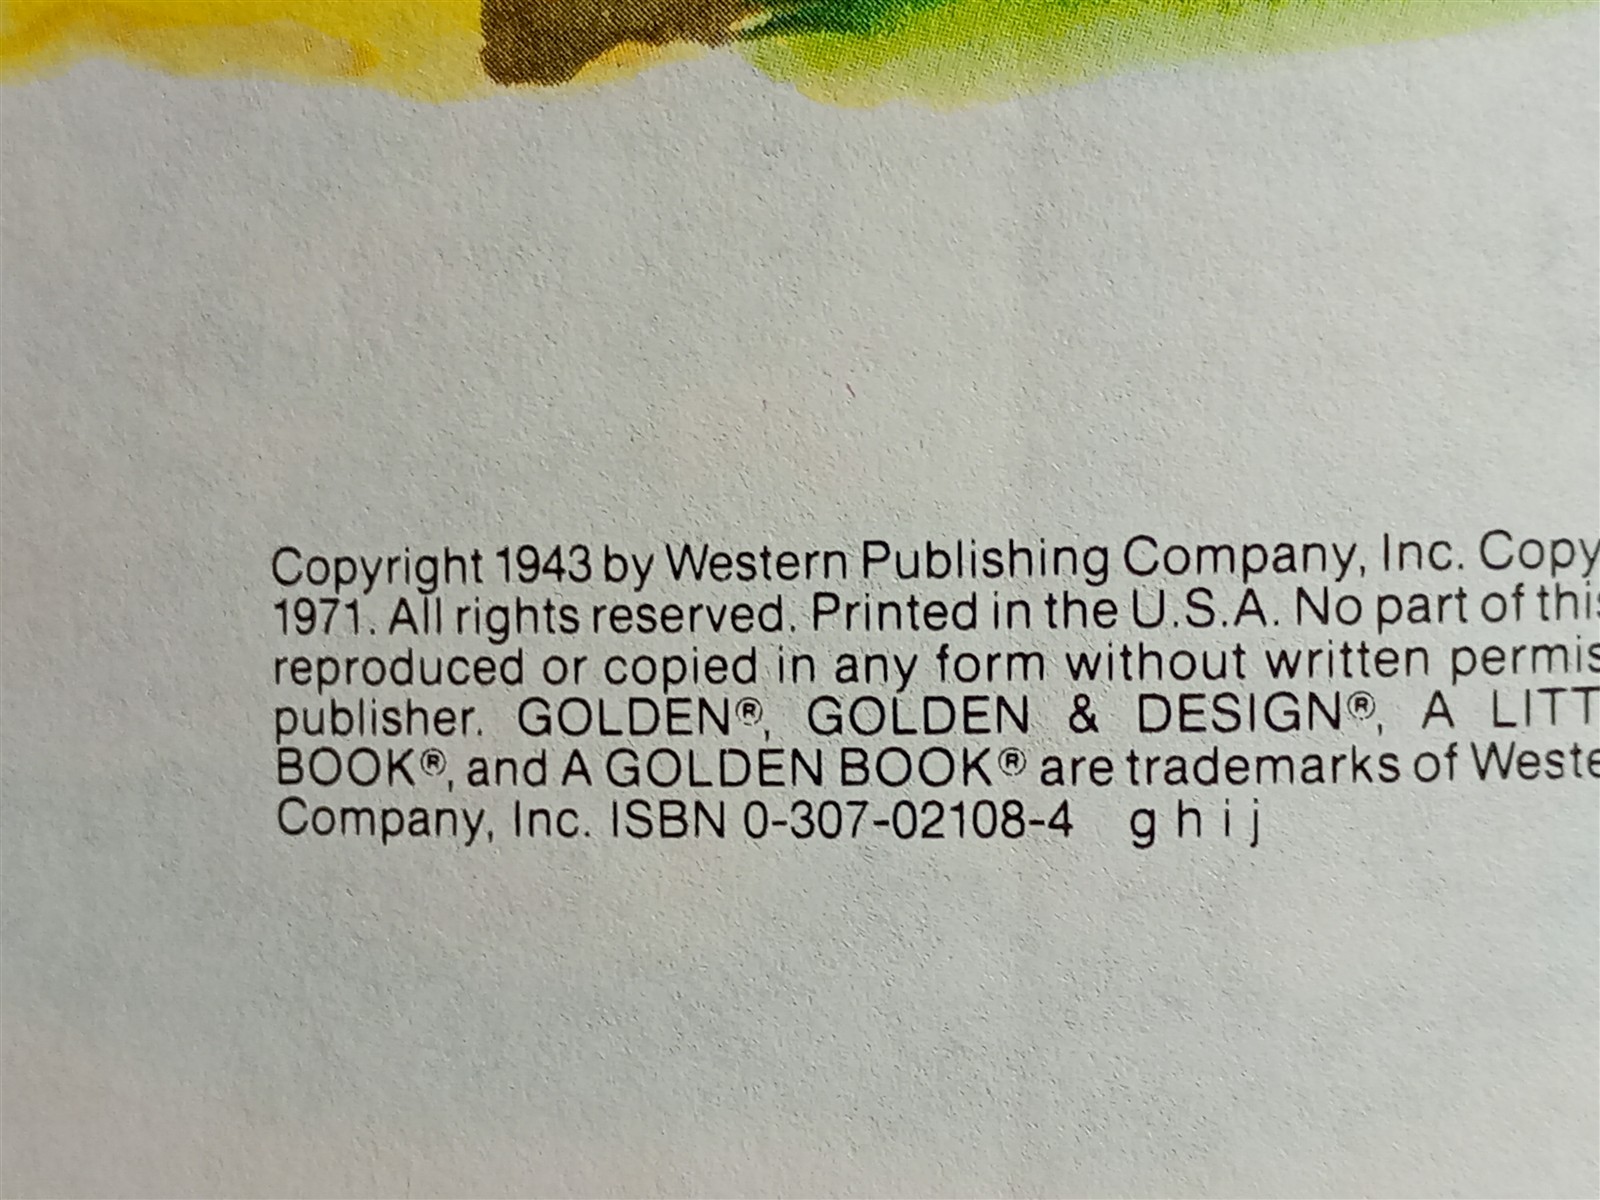 Copyright 1943 by Western Publishing Company, Inc. Copy
1971. All rights reserved. Printed in the U.S.A. No part of this
reproduced or copied in any form without written permis
publisher. GOLDEN®, GOLDEN & DESIGN®, A LITT
BOOK®, and A GOLDEN BOOK® are trademarks of Weste
Company, Inc. ISBN 0-307-02108-4 g h i j